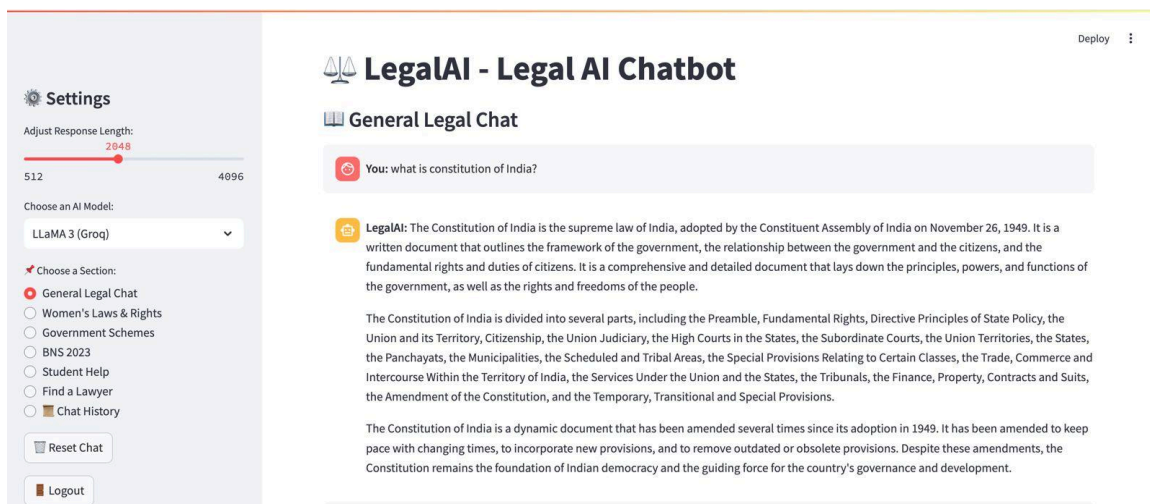 Deploy
⚙️ Settings
Adjust Response Length:
2048
512 4096
Choose an AI Model:
LLaMA 3 (Groq)
📌 Choose a Section:
General Legal Chat
Women's Laws & Rights
Government Schemes
BNS 2023
Student Help
Find a Lawyer
📜 Chat History
🗑️ Reset Chat
🚪 Logout
⚖️ LegalAI - Legal AI Chatbot
📖 General Legal Chat
You: what is constitution of India?
LegalAI: The Constitution of India is the supreme law of India, adopted by the Constituent Assembly of India on November 26, 1949. It is a
written document that outlines the framework of the government, the relationship between the government and the citizens, and the
fundamental rights and duties of citizens. It is a comprehensive and detailed document that lays down the principles, powers, and functions of
the government, as well as the rights and freedoms of the people.
The Constitution of India is divided into several parts, including the Preamble, Fundamental Rights, Directive Principles of State Policy, the
Union and its Territory, Citizenship, the Union Judiciary, the High Courts in the States, the Subordinate Courts, the Union Territories, the States,
the Panchayats, the Municipalities, the Scheduled and Tribal Areas, the Special Provisions Relating to Certain Classes, the Trade, Commerce and
Intercourse Within the Territory of India, the Services Under the Union and the States, the Tribunals, the Finance, Property, Contracts and Suits,
the Amendment of the Constitution, and the Temporary, Transitional and Special Provisions.
The Constitution of India is a dynamic document that has been amended several times since its adoption in 1949. It has been amended to keep
pace with changing times, to incorporate new provisions, and to remove outdated or obsolete provisions. Despite these amendments, the
Constitution remains the foundation of Indian democracy and the guiding force for the country's governance and development.